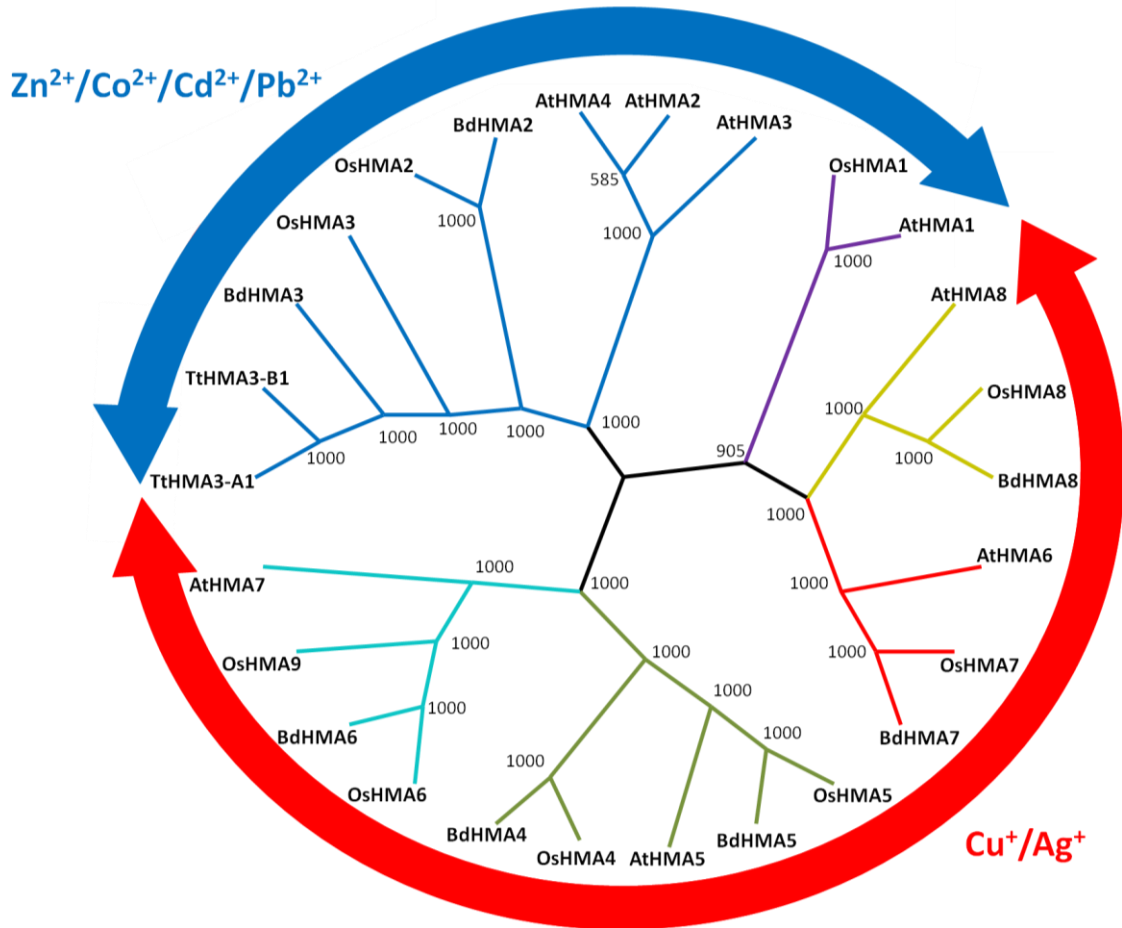 Zn²⁺/Co²⁺/Cd²⁺/Pb²⁺
AtHMA4
AtHMA2
AtHMA3
BdHMA2
OsHMA2
OsHMA1
585
1000
1000
OsHMA3
AtHMA1
1000
BdHMA3
AtHMA8
TtHMA3-B1
OsHMA8
1000
1000
1000
1000
1000
1000
1000
905
TtHMA3-A1
BdHMA8
1000
AtHMA6
AtHMA7
1000
1000
1000
OsHMA9
1000
1000
1000
OsHMA7
BdHMA6
1000
1000
BdHMA7
1000
1000
OsHMA6
OsHMA5
BdHMA4
OsHMA4
AtHMA5
BdHMA5
Cu⁺/Ag⁺